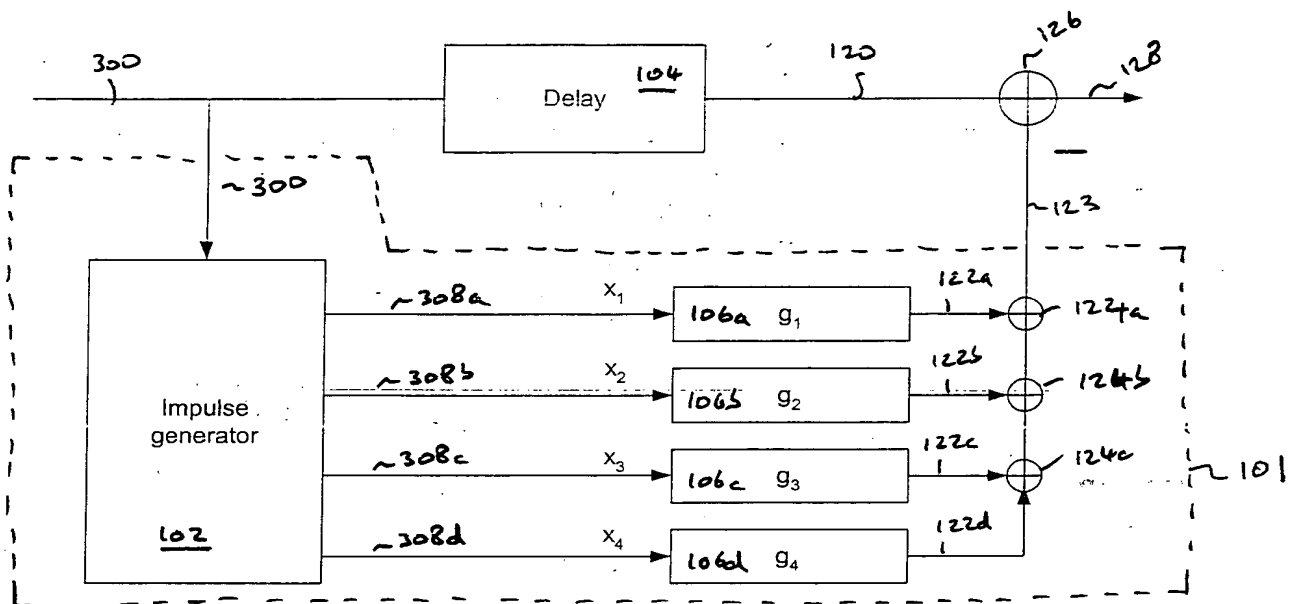 300
104
Delay
120
126
128
~300
123
Impulse
generator
102
~308a
x1
106a g1
122a
1224a
~308b
x2
106b g2
122b
124b
~308c
x3
106c g3
122c
124c
~101
~308d
x4
106d g4
122d